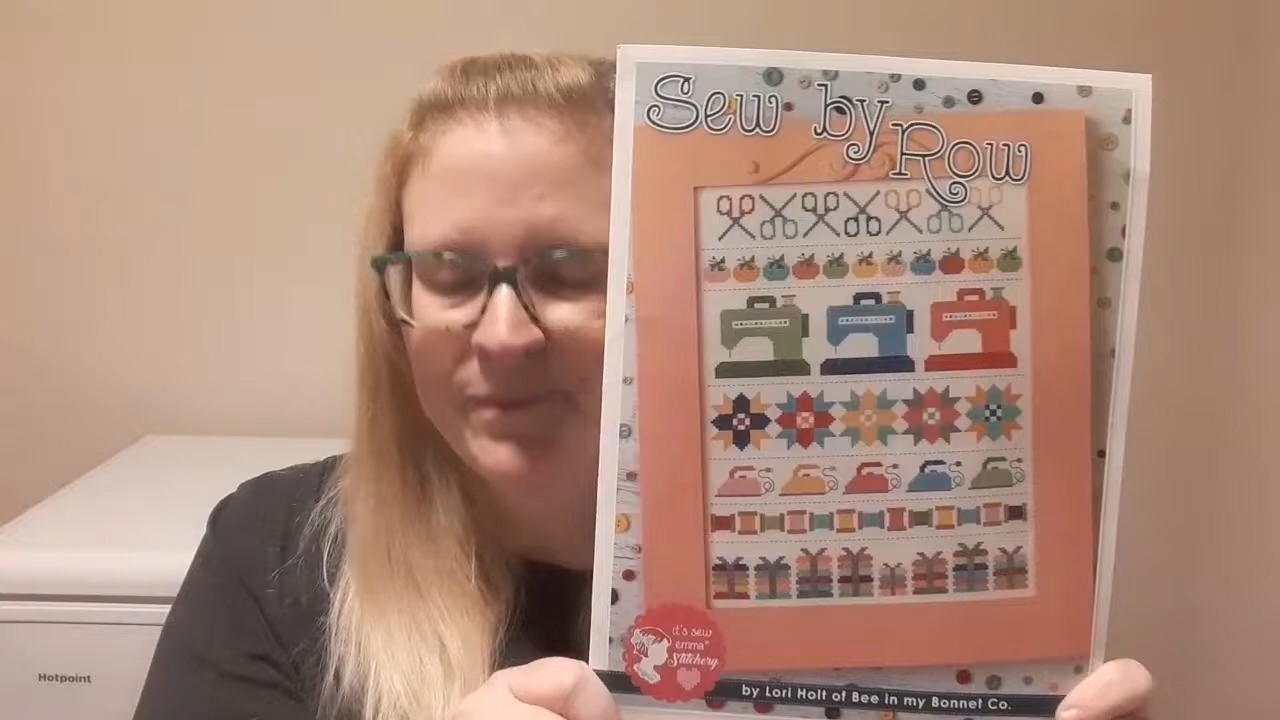 Sew by
Row
it's sew
emma®
Stitchery
by Lori Holt of Bee in my Bonnet Co.
Hotpoint